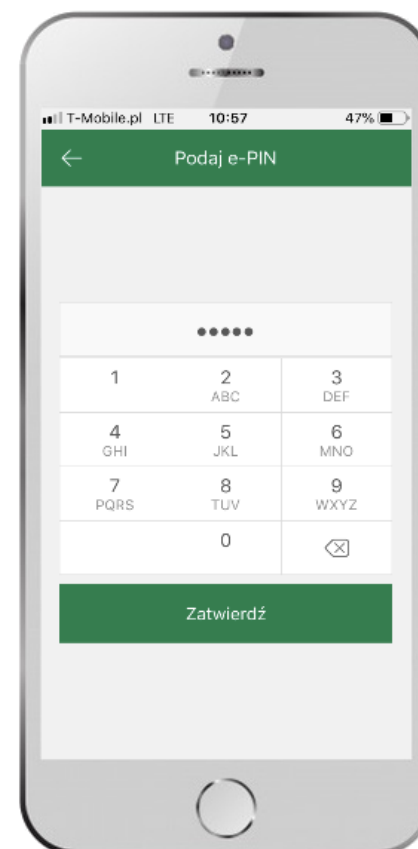 T-Mobile.pl LTE 10:57 47%
Podaj e-PIN
●●●●●
1 2 3
ABC DEF
4 5 6
GHI JKL MNO
7 8 9
PQRS TUV WXYZ
0
Zatwierdź